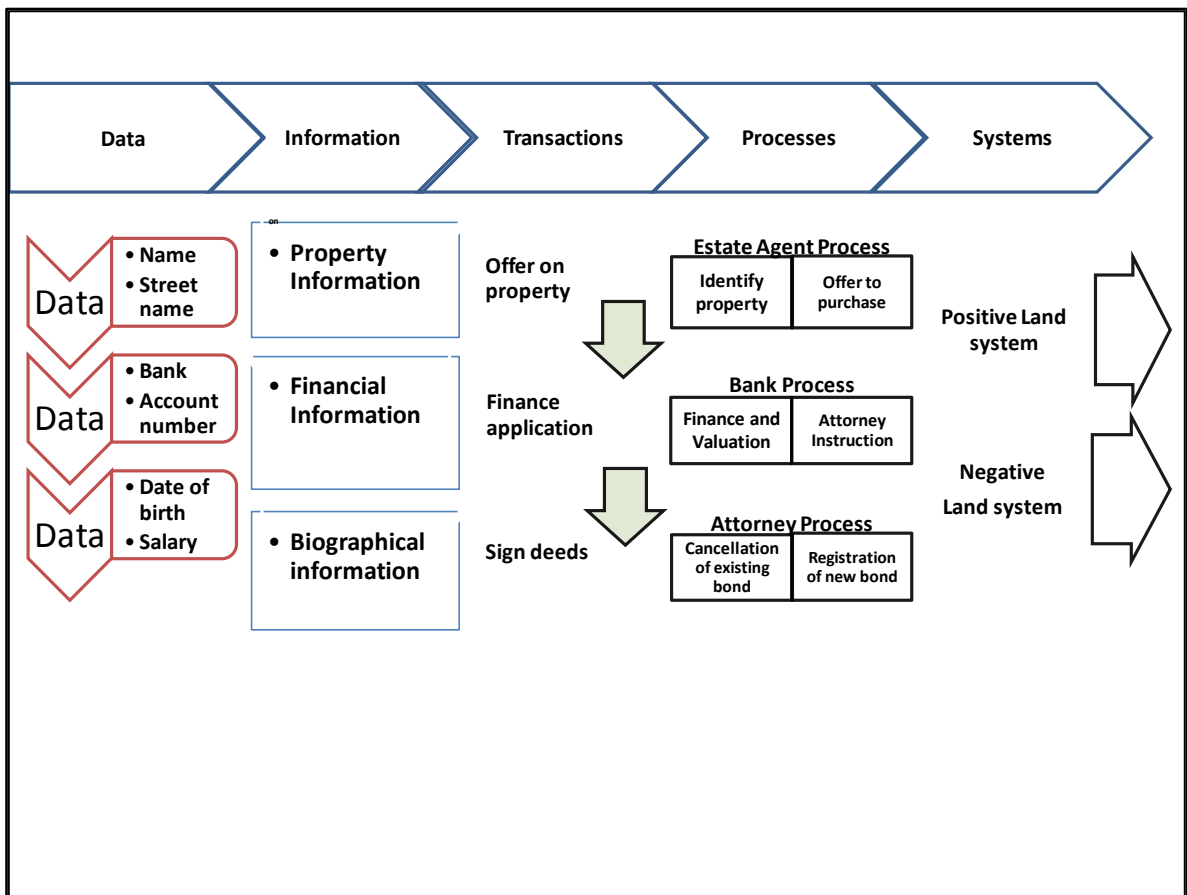 Data
Information
Transactions
Processes
Systems
Data
• Name
• Street
name
Data
• Bank
• Account
number
Data
• Date of
birth
• Salary
on
• Property
Information
• Financial
Information
• Biographical
information
Offer on
property
Finance
application
Sign deeds
Estate Agent Process
Identify
property
Offer to
purchase
Bank Process
Finance and
Valuation
Attorney
Instruction
Attorney Process
Cancellation
of existing
bond
Registration
of new bond
Positive Land
system
Negative
Land system